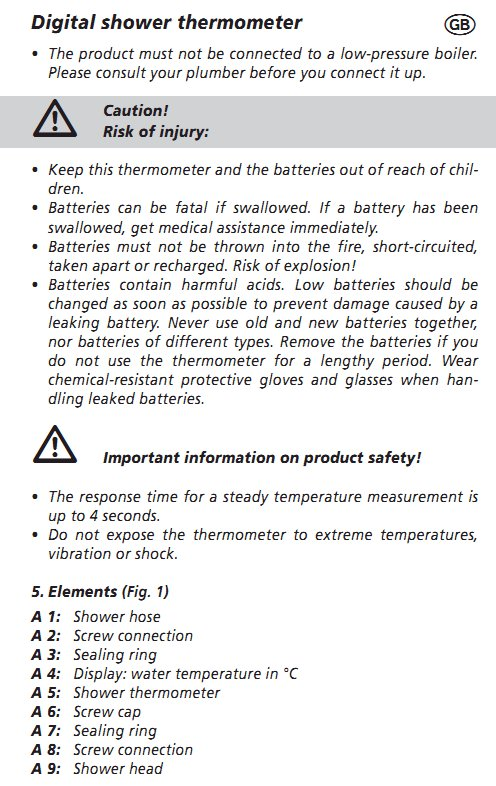 Digital shower thermometer
GB
• The product must not be connected to a low-pressure boiler.
Please consult your plumber before you connect it up.
Caution!
Risk of injury:
• Keep this thermometer and the batteries out of reach of chil-
dren.
• Batteries can be fatal if swallowed. If a battery has been
swallowed, get medical assistance immediately.
• Batteries must not be thrown into the fire, short-circuited,
taken apart or recharged. Risk of explosion!
• Batteries contain harmful acids. Low batteries should be
changed as soon as possible to prevent damage caused by a
leaking battery. Never use old and new batteries together,
nor batteries of different types. Remove the batteries if you
do not use the thermometer for a lengthy period. Wear
chemical-resistant protective gloves and glasses when han-
dling leaked batteries.
Important information on product safety!
• The response time for a steady temperature measurement is
up to 4 seconds.
• Do not expose the thermometer to extreme temperatures,
vibration or shock.
5. Elements (Fig. 1)
A 1: Shower hose
A 2: Screw connection
A 3: Sealing ring
A 4: Display: water temperature in °C
A 5: Shower thermometer
A 6: Screw cap
A 7: Sealing ring
A 8: Screw connection
A 9: Shower head